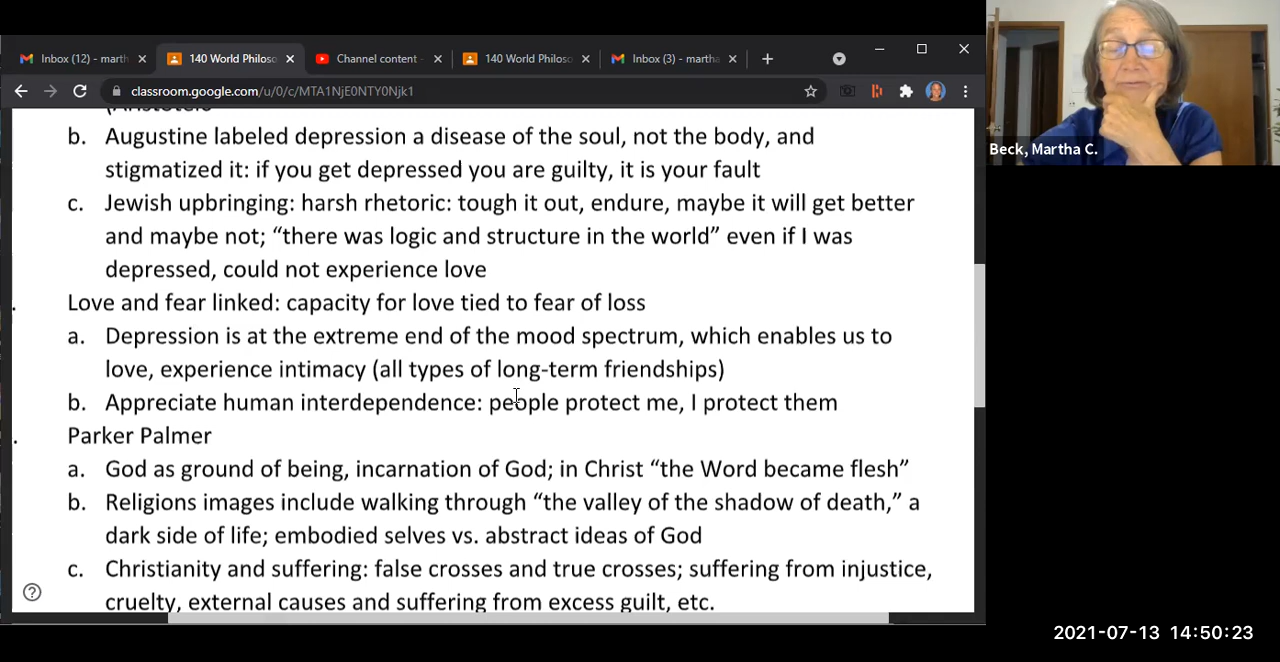 Inbox (12) - marth
140 World Philoso
Channel content -
140 World Philoso
Inbox (3) - martha
classroom.google.com/u/0/c/MTA1NjE0NTY0Njk1
b. Augustine labeled depression a disease of the soul, not the body, and
stigmatized it: if you get depressed you are guilty, it is your fault
c. Jewish upbringing: harsh rhetoric: tough it out, endure, maybe it will get better
and maybe not; “there was logic and structure in the world” even if I was
depressed, could not experience love
. Love and fear linked: capacity for love tied to fear of loss
a. Depression is at the extreme end of the mood spectrum, which enables us to
love, experience intimacy (all types of long-term friendships)
b. Appreciate human interdependence: people protect me, I protect them
. Parker Palmer
a. God as ground of being, incarnation of God; in Christ “the Word became flesh”
b. Religions images include walking through “the valley of the shadow of death,” a
dark side of life; embodied selves vs. abstract ideas of God
c. Christianity and suffering: false crosses and true crosses; suffering from injustice,
cruelty, external causes and suffering from excess guilt, etc.
Beck, Martha C.
2021-07-13 14:50:23